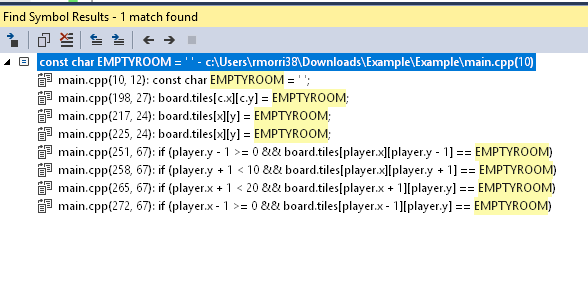 Find Symbol Results - 1 match found
const char EMPTYROOM = ' ' - c:\Users\rmorri38\Downloads\Example\Example\main.cpp(10)
main.cpp(10, 12): const char EMPTYROOM = ' ';
main.cpp(198, 27): board.tiles[c.x][c.y] = EMPTYROOM;
main.cpp(217, 24): board.tiles[x][y] = EMPTYROOM;
main.cpp(225, 24): board.tiles[x][y] = EMPTYROOM;
main.cpp(251, 67): if (player.y - 1 >= 0 && board.tiles[player.x][player.y - 1] == EMPTYROOM)
main.cpp(258, 67): if (player.y + 1 < 10 && board.tiles[player.x][player.y + 1] == EMPTYROOM)
main.cpp(265, 67): if (player.x + 1 < 20 && board.tiles[player.x + 1][player.y] == EMPTYROOM)
main.cpp(272, 67): if (player.x - 1 >= 0 && board.tiles[player.x - 1][player.y] == EMPTYROOM)